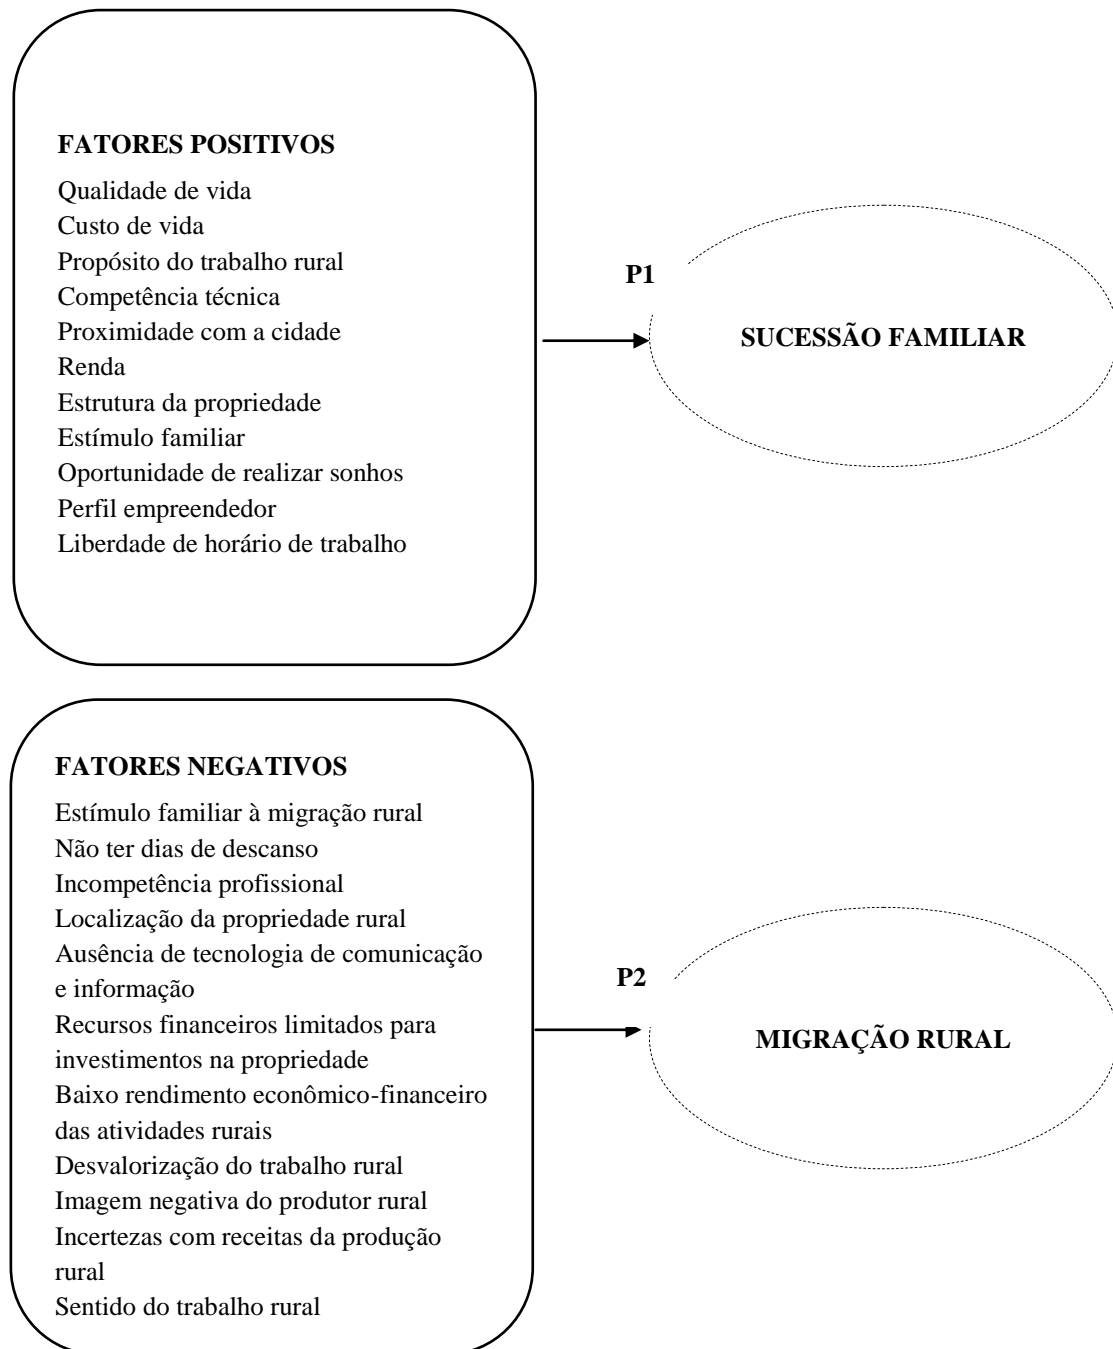 FATORES POSITIVOS
Qualidade de vida
Custo de vida
Propósito do trabalho rural
Competência técnica
Proximidade com a cidade
Renda
Estrutura da propriedade
Estímulo familiar
Oportunidade de realizar sonhos
Perfil empreendedor
Liberdade de horário de trabalho
P1
SUCESSÃO FAMILIAR
FATORES NEGATIVOS
Estímulo familiar à migração rural
Não ter dias de descanso
Incompetência profissional
Localização da propriedade rural
Ausência de tecnologia de comunicação
e informação
Recursos financeiros limitados para
investimentos na propriedade
Baixo rendimento econômico-financeiro
das atividades rurais
Desvalorização do trabalho rural
Imagem negativa do produtor rural
Incertezas com receitas da produção
rural
Sentido do trabalho rural
P2
MIGRAÇÃO RURAL